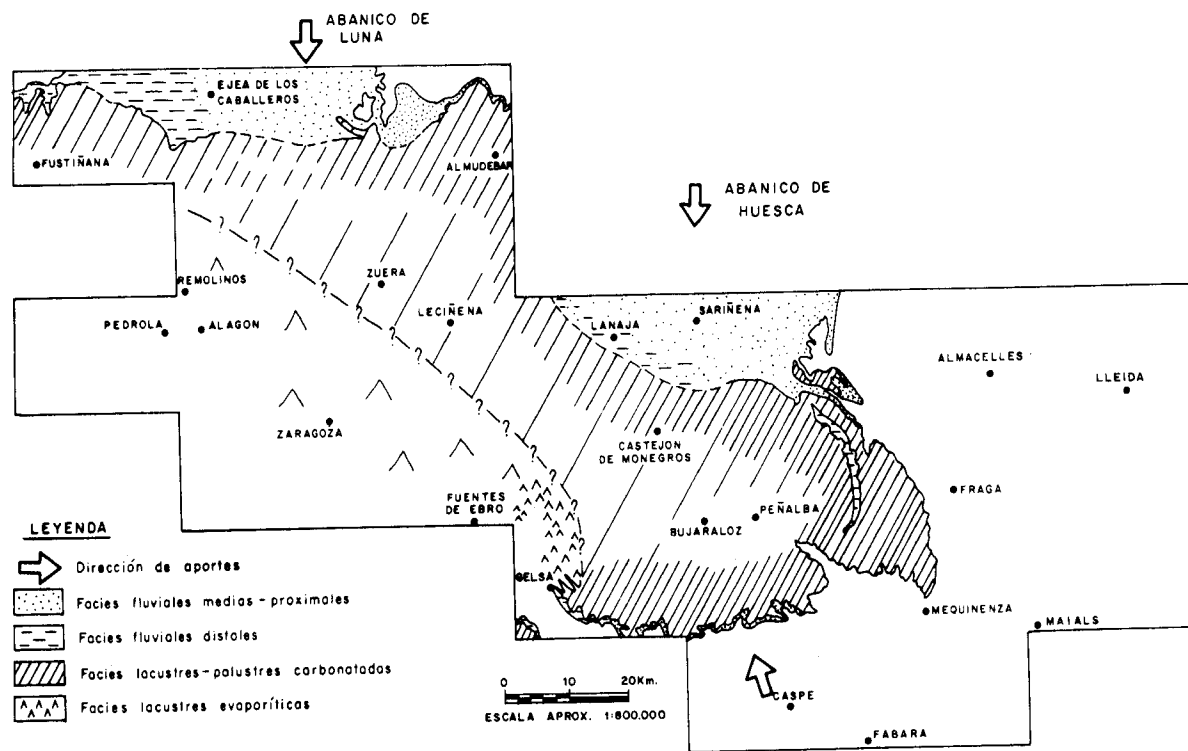 ABANICO DE
LUNA
EJEA DE LOS
CABALLEROS
FUSTIÑANA
ALMUDEBAR
ABANICO DE
HUESCA
?
?
?
?
?
?
?
?
?
?
?
?
REMOLINOS
ZUERA
PEDROLA
ALAGON
LECIÑENA
LANAJA
SARIÑENA
ALMACELLES
LLEIDA
ZARAGOZA
CASTEJON
DE MONEGROS
FUENTES
DE EBRO
BUJARALOZ
PEÑALBA
FRAGA
GELSA
MEQUINENZA
MAIALS
CASPE
FABARA
LEYENDA
Dirección de aportes
Facies fluviales medias-proximales
Facies fluviales distales
Facies lacustres-palustres carbonatadas
Facies lacustres evaporíticas
0 10 20Km.
ESCALA APROX. 1:800.000